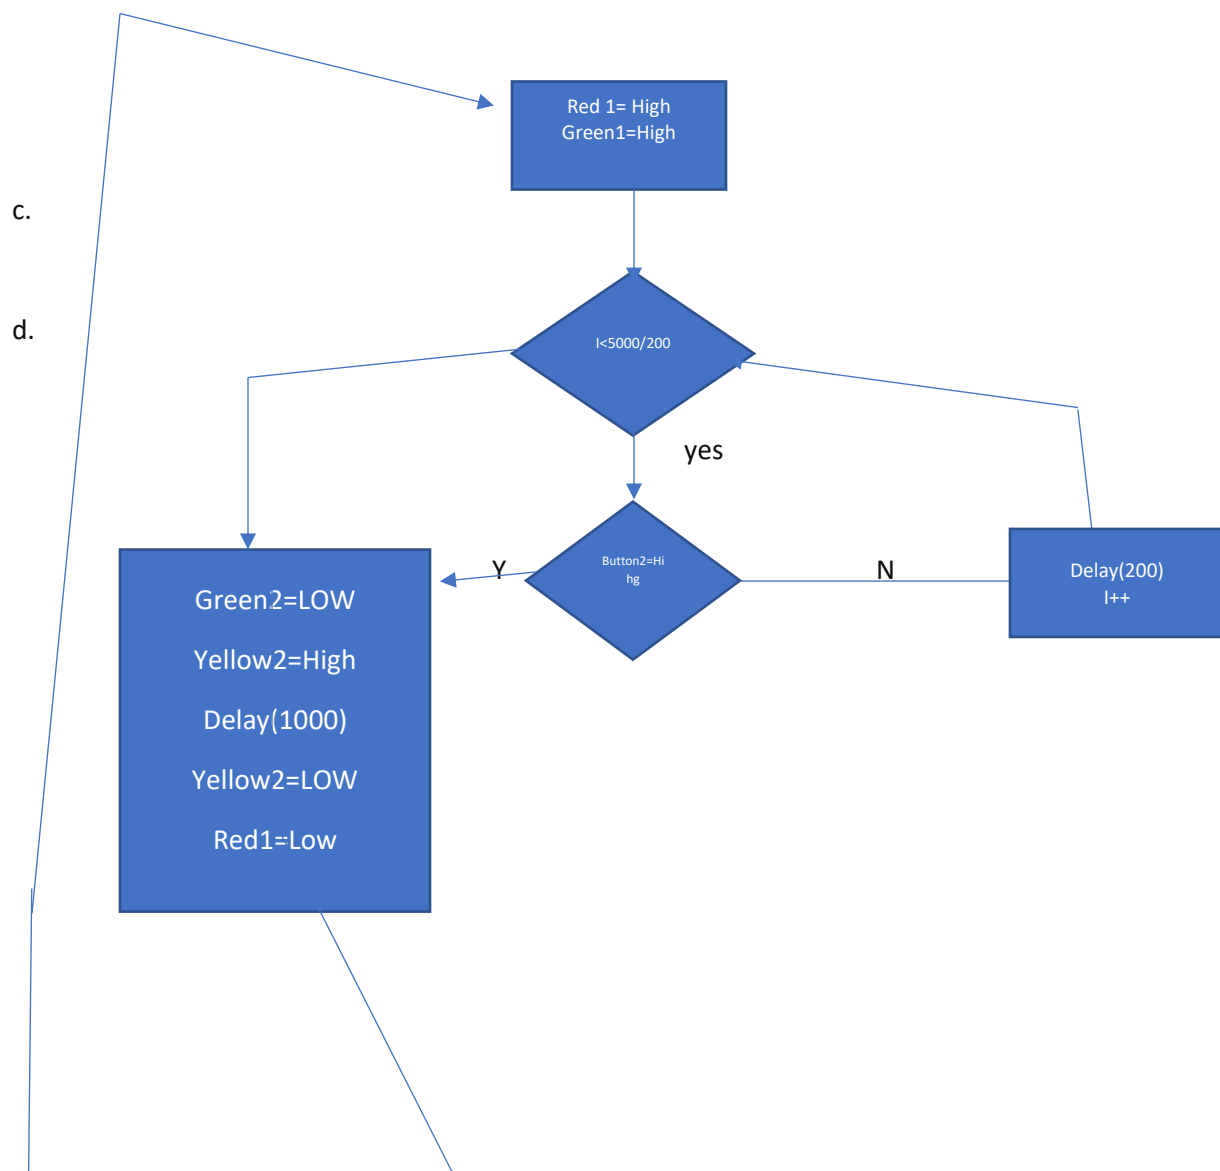 Red 1= High
Green1=High
c.
d.
I<5000/200
yes
Button2=Hi
hg
Y
N
Delay(200)
I++
Green2=LOW
Yellow2=High
Delay(1000)
Yellow2=LOW
Red1=Low